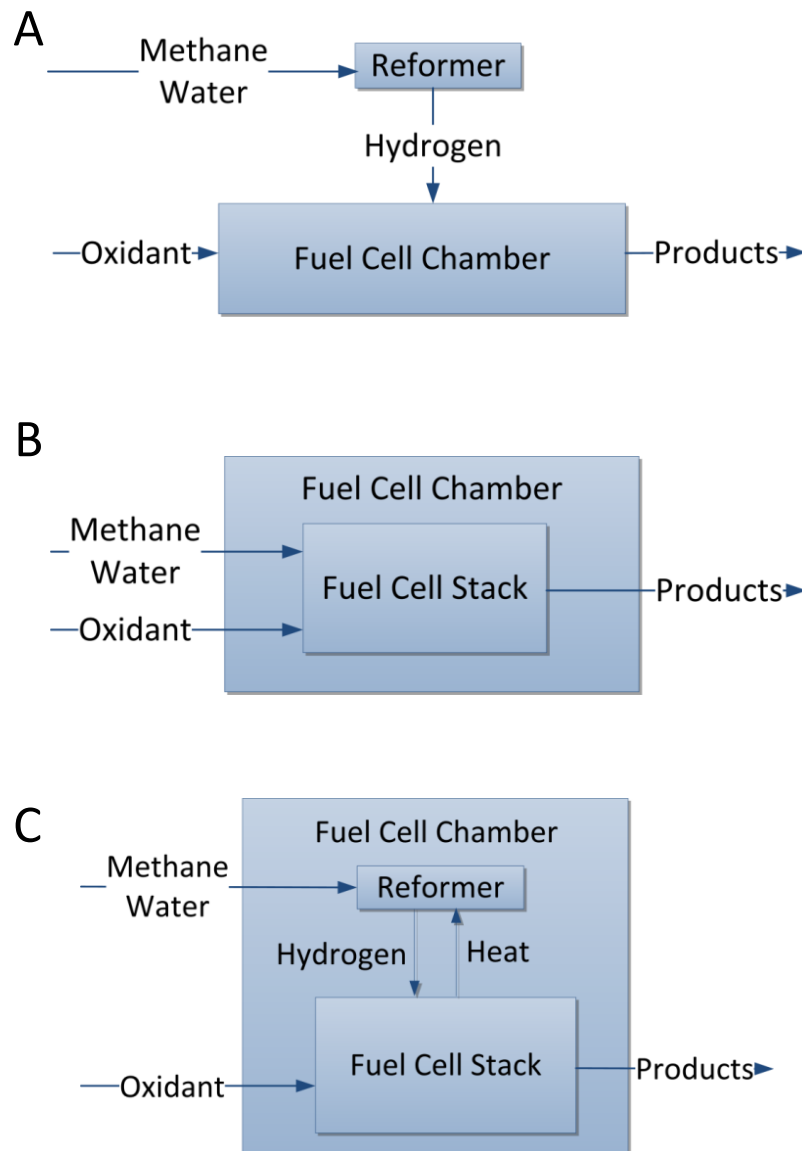 A
Methane
Water
Reformer
Hydrogen
Oxidant
Fuel Cell Chamber
Products
B
Fuel Cell Chamber
Methane
Water
Fuel Cell Stack
Products
Oxidant
C
Fuel Cell Chamber
Methane
Water
Reformer
Hydrogen
Heat
Fuel Cell Stack
Products
Oxidant